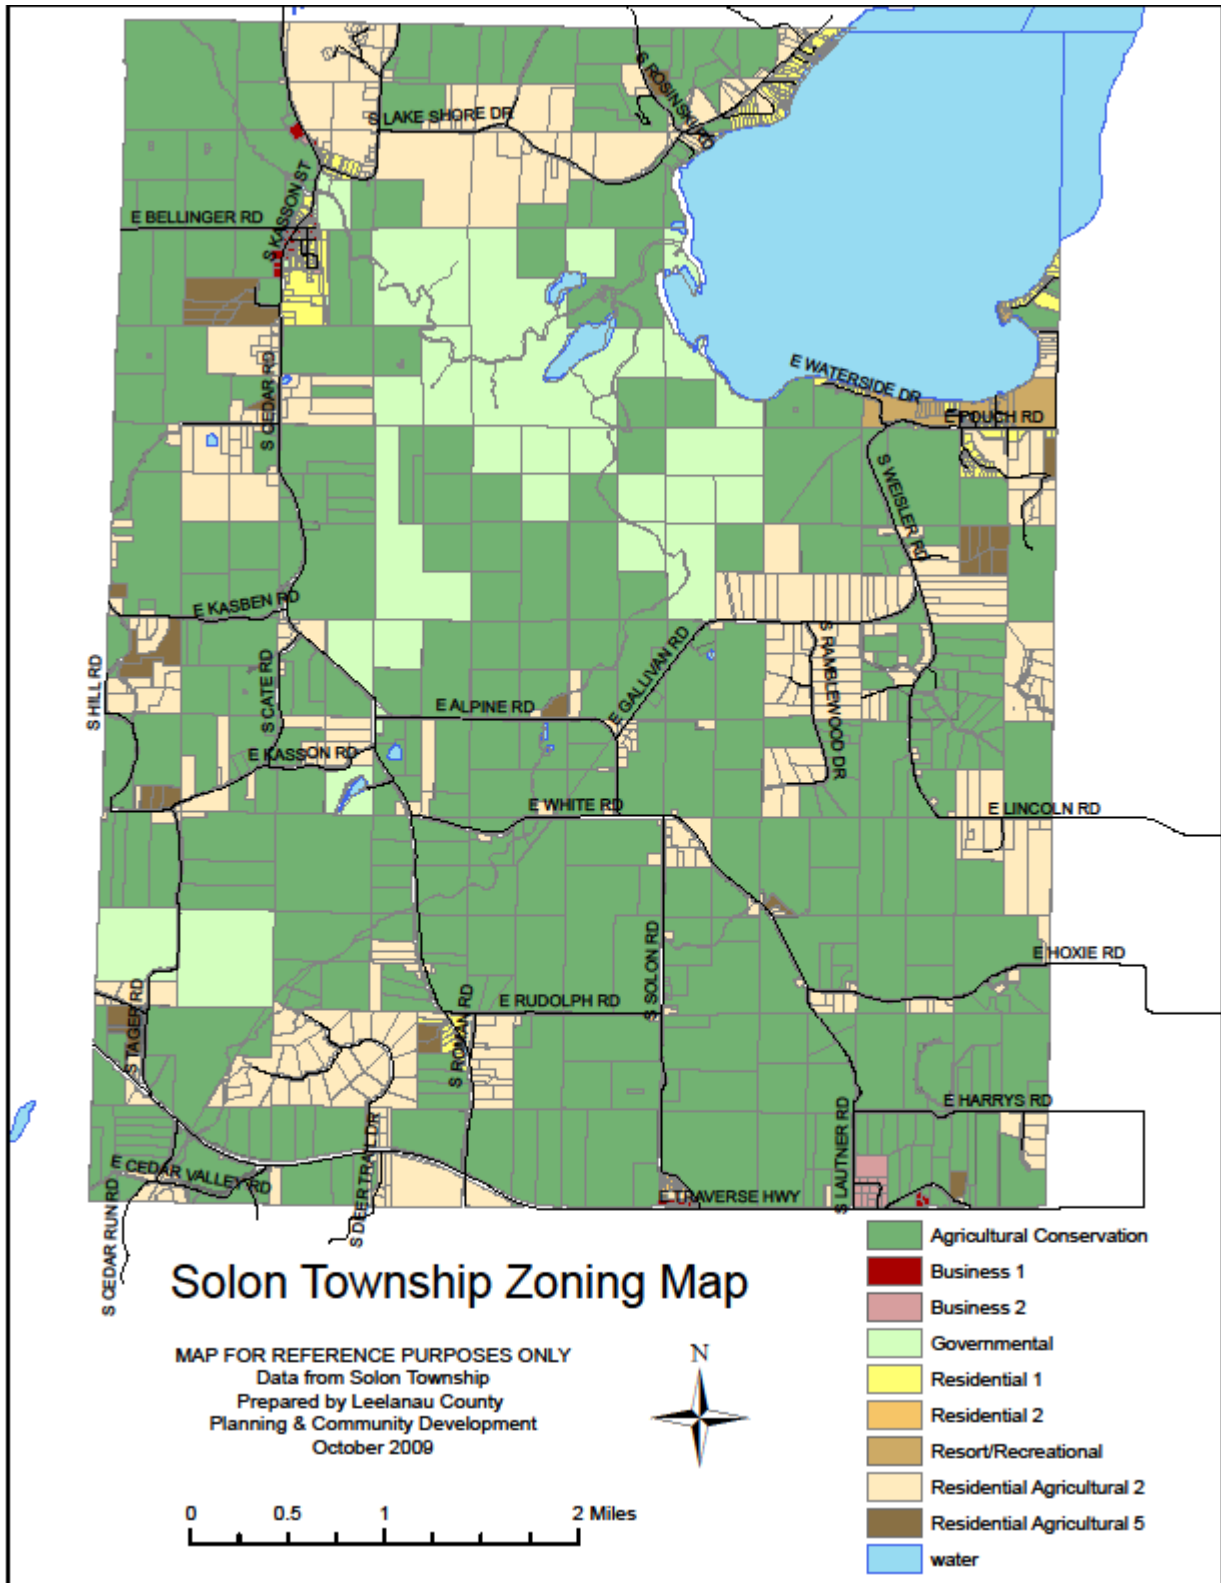 S ROSINSKI RD
S LAKE SHORE DR
S KASSON ST
E BELLINGER RD
E WATERSIDE DR
E POUCH RD
S CEDAR RD
S WEISLER RD
E KASBEN RD
S HILL RD
S CATE RD
E GALLIVAN RD
S RAMBLEWOOD DR
E ALPINE RD
E KASSON RD
E WHITE RD
E LINCOLN RD
S SOLON RD
E HOXIE RD
E RUDOLPH RD
S TAGER RD
S ROMAN RD
E HARRYS RD
S LAUTNER RD
S DEER TRAIL DR
E CEDAR VALLEY RD
E TRAVERSE HWY
S CEDAR RUN RD
Solon Township Zoning Map
MAP FOR REFERENCE PURPOSES ONLY
Data from Solon Township
Prepared by Leelanau County
Planning & Community Development
October 2009
N
0 0.5 1 2 Miles
Agricultural Conservation
Business 1
Business 2
Governmental
Residential 1
Residential 2
Resort/Recreational
Residential Agricultural 2
Residential Agricultural 5
water